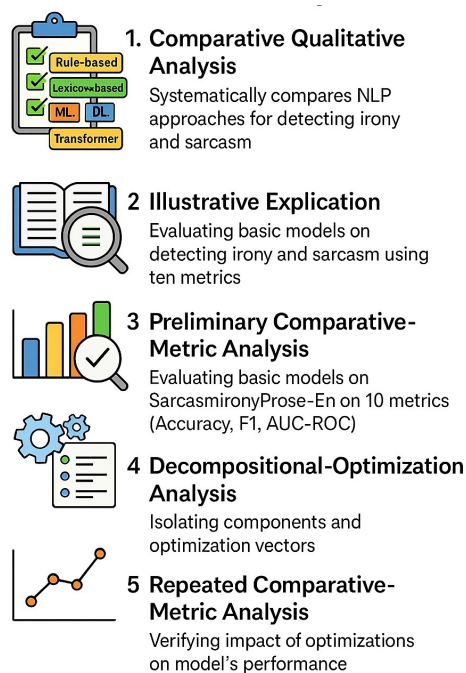 Rule-based
Lexicon-based
ML. DL.
Transformer
1. Comparative Qualitative
Analysis
Systematically compares NLP
approaches for detecting irony
and sarcasm
2 Illustrative Explication
Evaluating basic models on
detecting irony and sarcasm using
ten metrics
3 Preliminary Comparative-
Metric Analysis
Evaluating basic models on
SarcasmironyProse-En on 10 metrics
(Accuracy, F1, AUC-ROC)
4 Decompositional-Optimization
Analysis
Isolating components and
optimization vectors
5 Repeated Comparative-
Metric Analysis
Verifying impact of optimizations
on model's performance